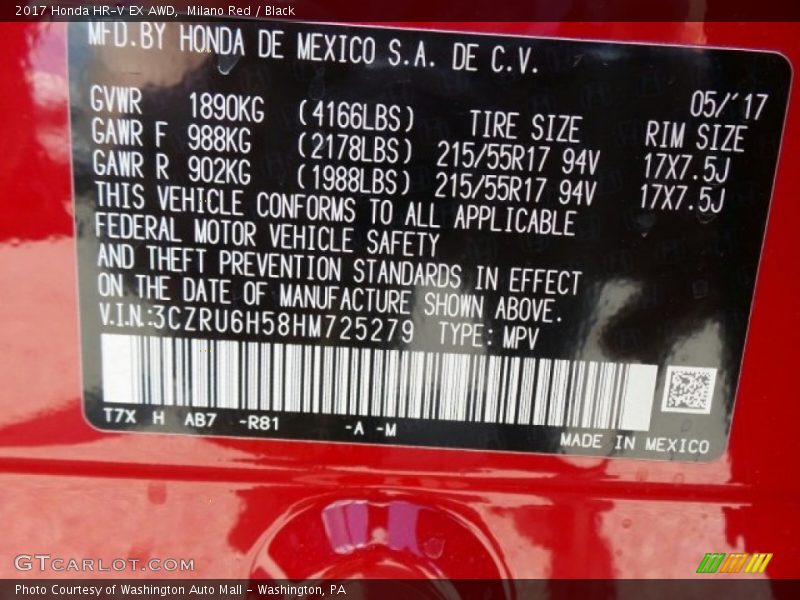 2017 Honda HR-V EX AWD, Milano Red / Black
MFD.BY HONDA DE MEXICO S.A. DE C.V.
05/'17
GVWR 1890KG (4166LBS) TIRE SIZE RIM SIZE
GAWR F 988KG (2178LBS) 215/55R17 94V 17X7.5J
GAWR R 902KG (1988LBS) 215/55R17 94V 17X7.5J
THIS VEHICLE CONFORMS TO ALL APPLICABLE
FEDERAL MOTOR VEHICLE SAFETY
AND THEFT PREVENTION STANDARDS IN EFFECT
ON THE DATE OF MANUFACTURE SHOWN ABOVE.
V.I.N.:3CZRU6H58HM725279 TYPE: MPV
T7X H AB7 -R81 -A -M
MADE IN MEXICO
GTCARLOT.COM
Photo Courtesy of Washington Auto Mall - Washington, PA